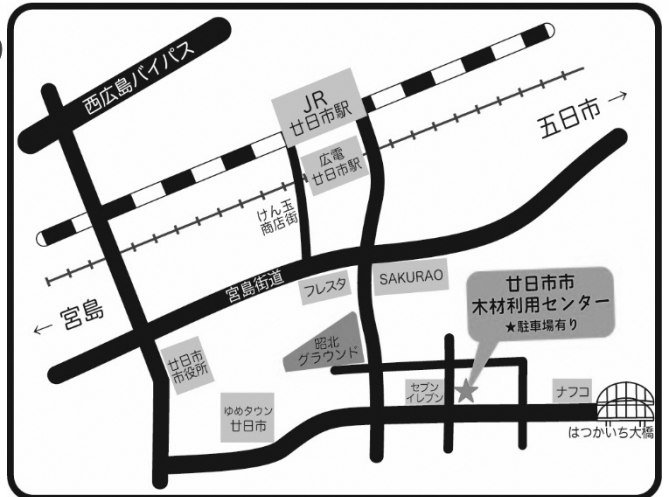 西広島バイパス
JR
廿日市駅
広電
廿日市駅
五日市 →
けん玉
商店街
宮島街道
フレスタ
SAKURAO
← 宮島
廿日市市
木材利用センター
★駐車場有り
昭北
グラウンド
廿日市
市役所
セブン
イレブン
ナフコ
ゆめタウン
廿日市
はつかいち大橋